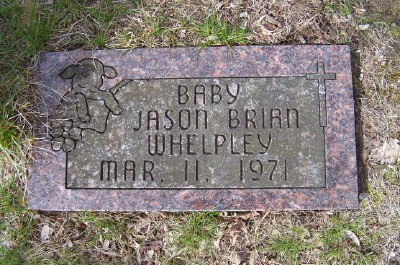 BABY
JASON BRIAN
WHELPLEY
MAR. 11. 1971